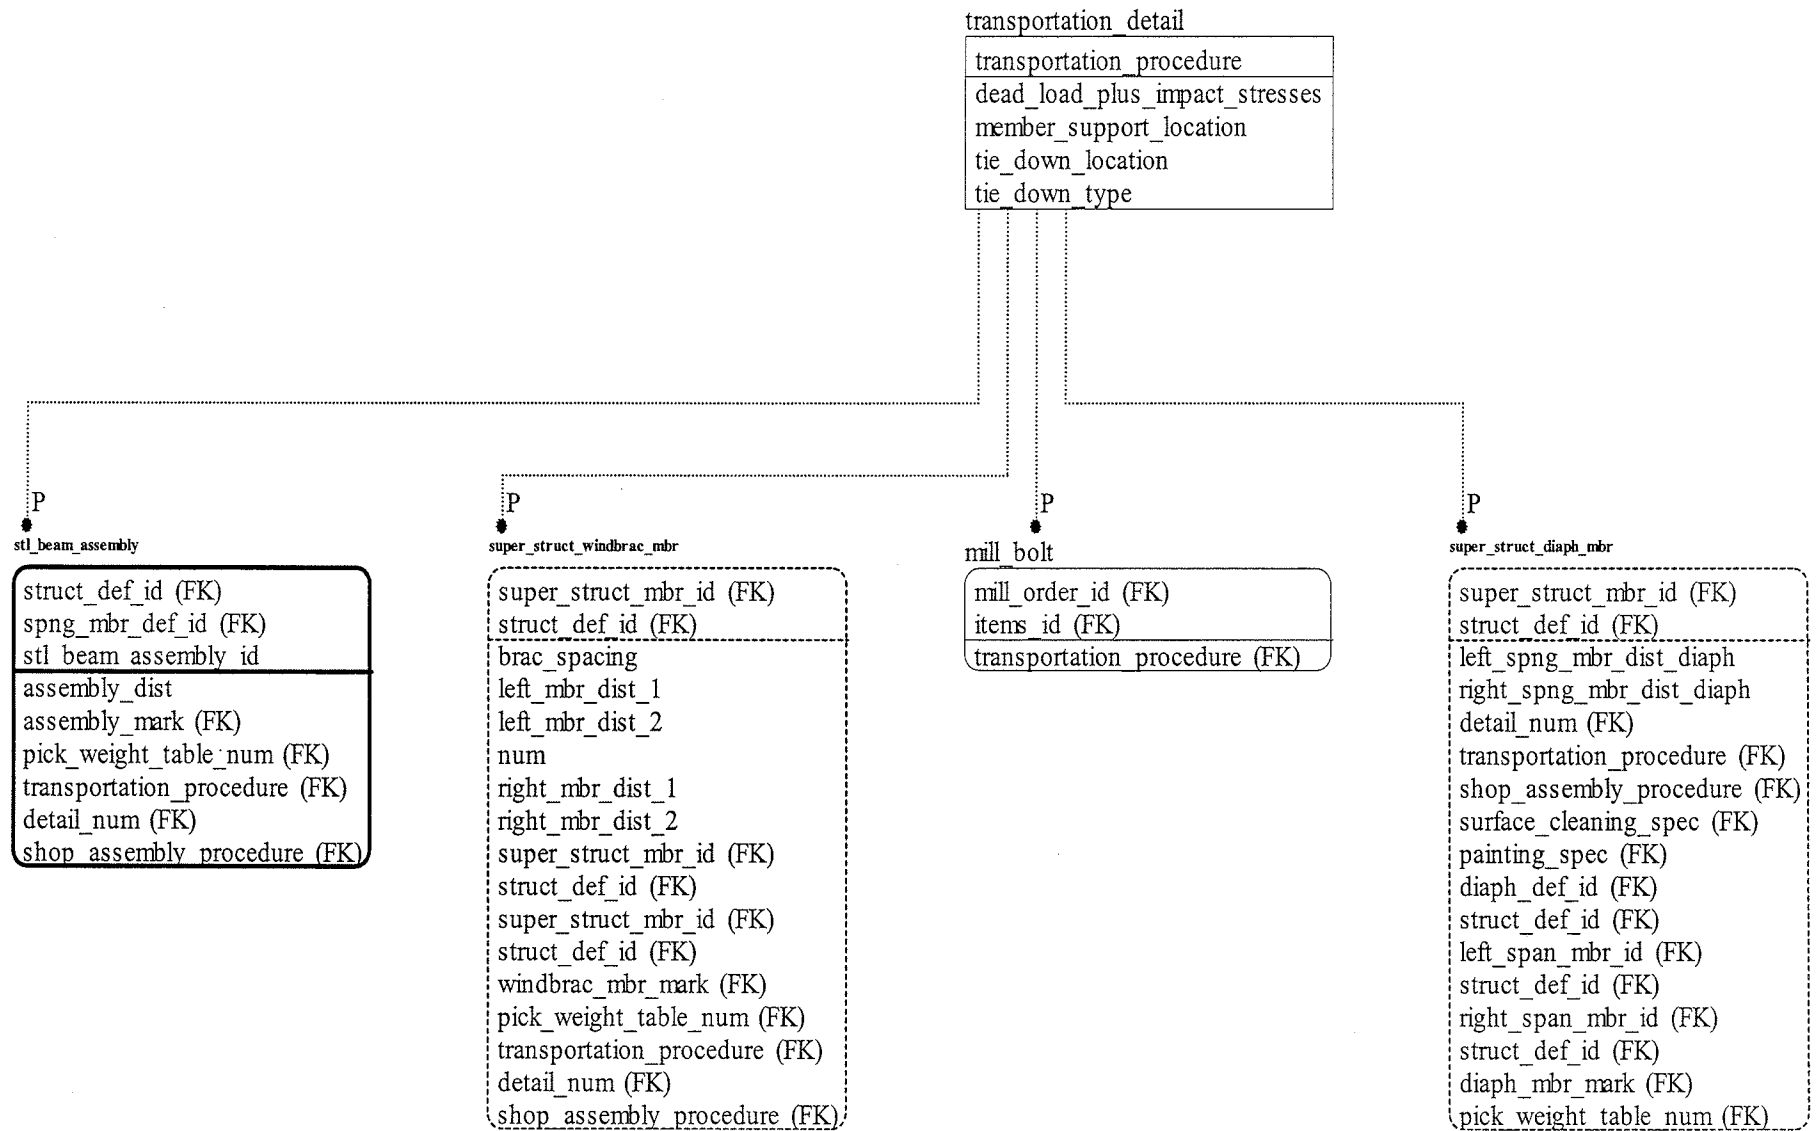 transportation_detail
transportation_procedure
dead_load_plus_impact_stresses
member_support_location
tie_down_location
tie_down_type
P
stl_beam_assembly
struct_def_id (FK)
spng_mbr_def_id (FK)
stl_beam_assembly_id
assembly_dist
assembly_mark (FK)
pick_weight_table_num (FK)
transportation_procedure (FK)
detail_num (FK)
shop_assembly_procedure (FK)
P
super_struct_windbrac_mbr
super_struct_mbr_id (FK)
struct_def_id (FK)
brac_spacing
left_mbr_dist_1
left_mbr_dist_2
num
right_mbr_dist_1
right_mbr_dist_2
super_struct_mbr_id (FK)
struct_def_id (FK)
super_struct_mbr_id (FK)
struct_def_id (FK)
windbrac_mbr_mark (FK)
pick_weight_table_num (FK)
transportation_procedure (FK)
detail_num (FK)
shop_assembly_procedure (FK)
P
mill_bolt
mill_order_id (FK)
items_id (FK)
transportation_procedure (FK)
P
super_struct_diaph_mbr
super_struct_mbr_id (FK)
struct_def_id (FK)
left_spng_mbr_dist_diaph
right_spng_mbr_dist_diaph
detail_num (FK)
transportation_procedure (FK)
shop_assembly_procedure (FK)
surface_cleaning_spec (FK)
painting_spec (FK)
diaph_def_id (FK)
struct_def_id (FK)
left_span_mbr_id (FK)
struct_def_id (FK)
right_span_mbr_id (FK)
struct_def_id (FK)
diaph_mbr_mark (FK)
pick_weight_table_num (FK)